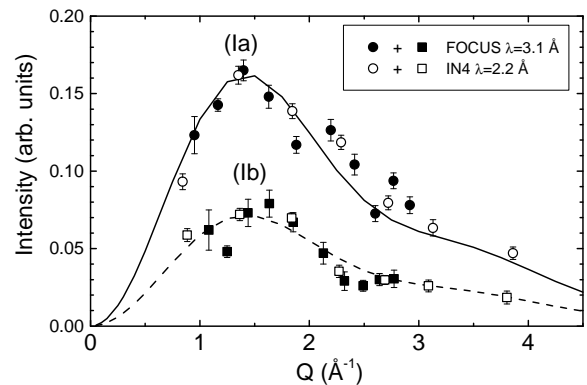 (Ia)
● + ■ FOCUS λ=3.1 Å
○ + □ IN4 λ=2.2 Å
(Ib)
Intensity (arb. units)
0.20
0.15
0.10
0.05
0.00
0 1 2 3 4
Q (Å⁻¹)